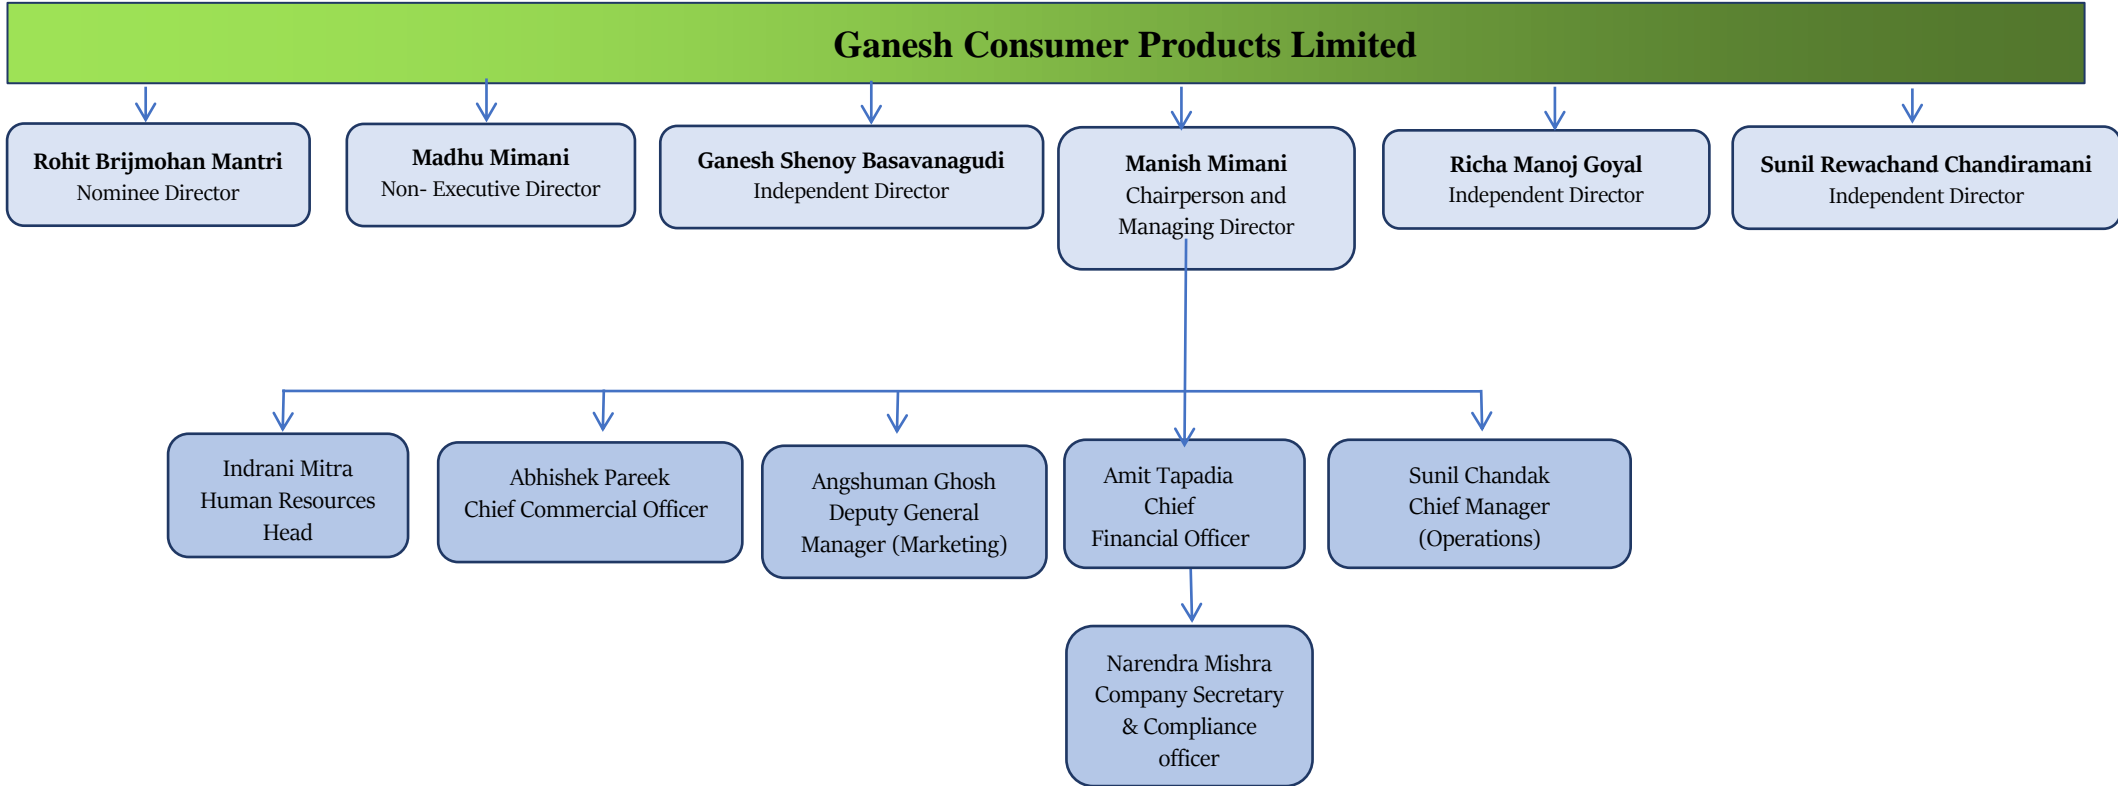 Ganesh Consumer Products Limited
Rohit Brijmohan Mantri
Nominee Director
Madhu Mimani
Non- Executive Director
Ganesh Shenoy Basavanagudi
Independent Director
Manish Mimani
Chairperson and
Managing Director
Richa Manoj Goyal
Independent Director
Sunil Rewachand Chandiramani
Independent Director
Indrani Mitra
Human Resources
Head
Abhishek Pareek
Chief Commercial Officer
Angshuman Ghosh
Deputy General
Manager (Marketing)
Amit Tapadia
Chief
Financial Officer
Sunil Chandak
Chief Manager
(Operations)
Narendra Mishra
Company Secretary
& Compliance
officer